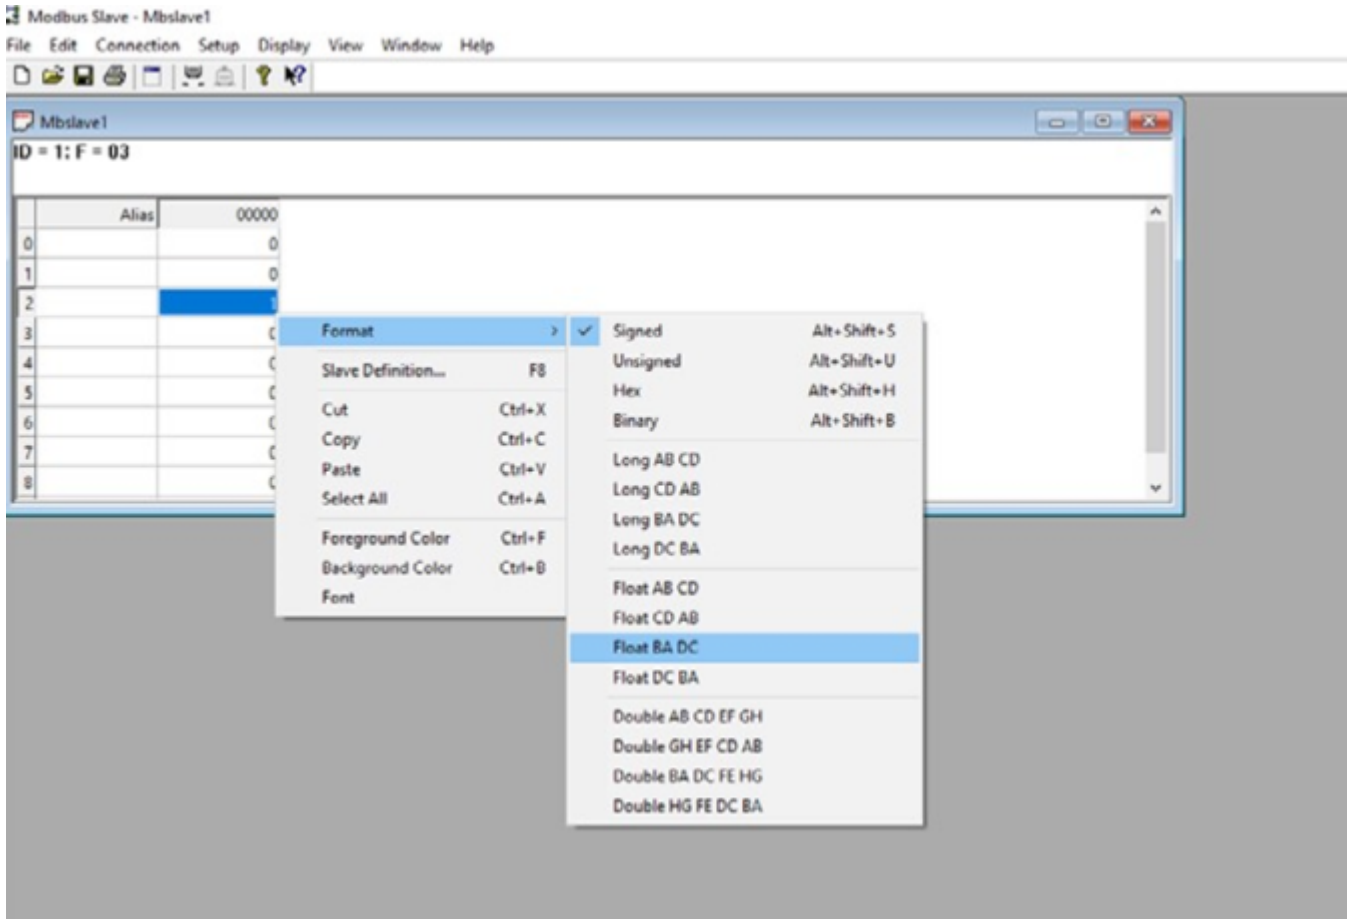 Modbus Slave - Mbslave1
File Edit Connection Setup Display View Window Help
Mbslave1
ID = 1: F = 03
Alias 00000
0 0
1 0
2 1
3 0
4 0
5 0
6 0
7 0
8 0
Format
Slave Definition... F8
Cut Ctrl+X
Copy Ctrl+C
Paste Ctrl+V
Select All Ctrl+A
Foreground Color Ctrl+F
Background Color Ctrl+B
Font
Signed Alt+Shift+S
Unsigned Alt+Shift+U
Hex Alt+Shift+H
Binary Alt+Shift+B
Long AB CD
Long CD AB
Long BA DC
Long DC BA
Float AB CD
Float CD AB
Float BA DC
Float DC BA
Double AB CD EF GH
Double GH EF CD AB
Double BA DC FE HG
Double HG FE DC BA